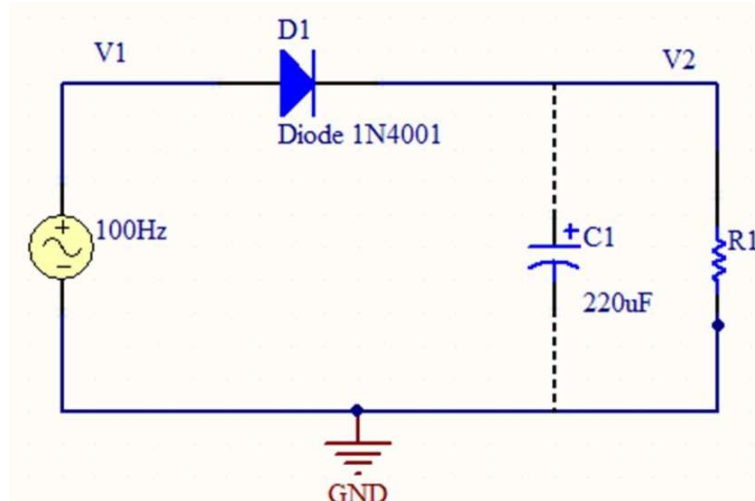 D1
V1
V2
Diode 1N4001
+
100Hz
+
C1
R1
−
220uF
GND